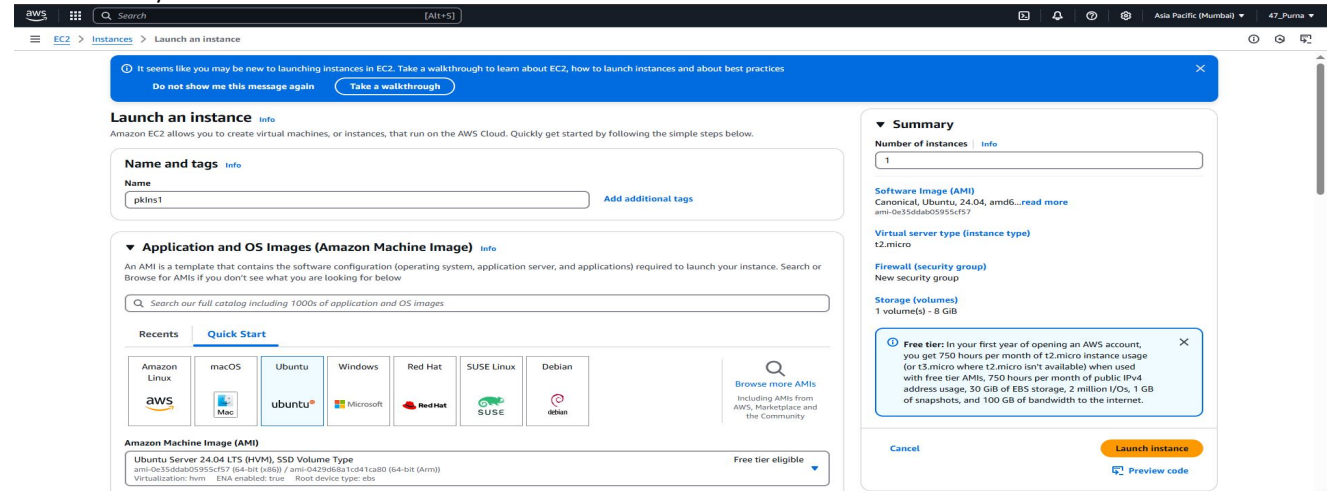 aws
Search
[Alt+S]
Asia Pacific (Mumbai)
47_Purna
EC2 > Instances > Launch an instance
It seems like you may be new to launching instances in EC2. Take a walkthrough to learn about EC2, how to launch instances and about best practices
Do not show me this message again
Take a walkthrough
Launch an instance Info
Amazon EC2 allows you to create virtual machines, or instances, that run on the AWS Cloud. Quickly get started by following the simple steps below.
Name and tags Info
Name
pkIns1
Add additional tags
Application and OS Images (Amazon Machine Image) Info
An AMI is a template that contains the software configuration (operating system, application server, and applications) required to launch your instance. Search or
Browse for AMIs if you don't see what you are looking for below
Search our full catalog including 1000s of application and OS images
Recents
Quick Start
Amazon Linux
aws
macOS
Mac
Ubuntu
ubuntu
Windows
Microsoft
Red Hat
Red Hat
SUSE Linux
SUSE
Debian
debian
Browse more AMIs
Including AMIs from
AWS, Marketplace and
the Community
Amazon Machine Image (AMI)
Ubuntu Server 24.04 LTS (HVM), SSD Volume Type
Free tier eligible
ami-0e35ddab05955cf57 (64-bit (x86)) / ami-0429d68a1cd41ca80 (64-bit (Arm))
Virtualization: hvm ENA enabled: true Root device type: ebs
Summary
Number of instances Info
1
Software Image (AMI)
Canonical, Ubuntu, 24.04, amd6...read more
ami-0e35ddab05955cf57
Virtual server type (instance type)
t2.micro
Firewall (security group)
New security group
Storage (volumes)
1 volume(s) - 8 GiB
Free tier: In your first year of opening an AWS account,
you get 750 hours per month of t2.micro instance usage
(or t3.micro where t2.micro isn't available) when used
with free tier AMIs, 750 hours per month of public IPv4
address usage, 30 GiB of EBS storage, 2 million I/Os, 1 GB
of snapshots, and 100 GB of bandwidth to the internet.
Cancel
Launch instance
Preview code